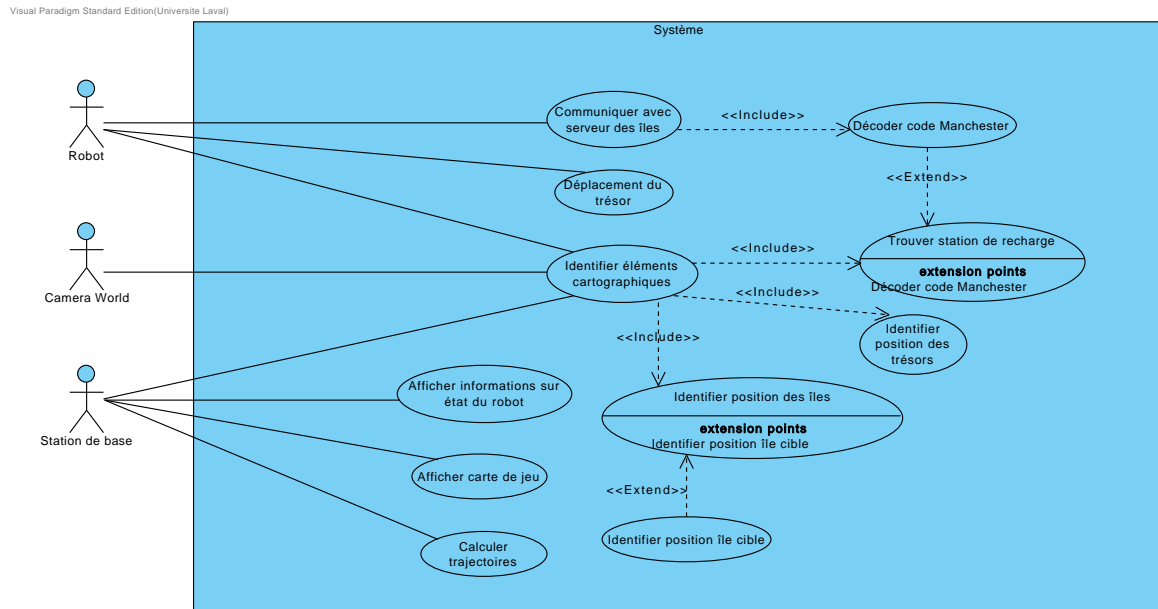 Visual Paradigm Standard Edition(Universite Laval)
Système
Robot
Communiquer avec
serveur des îles
<<Include>>
Décoder code Manchester
<<Extend>>
Déplacement du
trésor
Trouver station de recharge
extension points
Décoder code Manchester
Camera World
Identifier éléments
cartographiques
<<Include>>
<<Include>>
<<Include>>
Identifier
position des
trésors
Station de base
Afficher informations sur
état du robot
Identifier position des îles
extension points
Identifier position île cible
Afficher carte de jeu
<<Extend>>
Identifier position île cible
Calculer
trajectoires